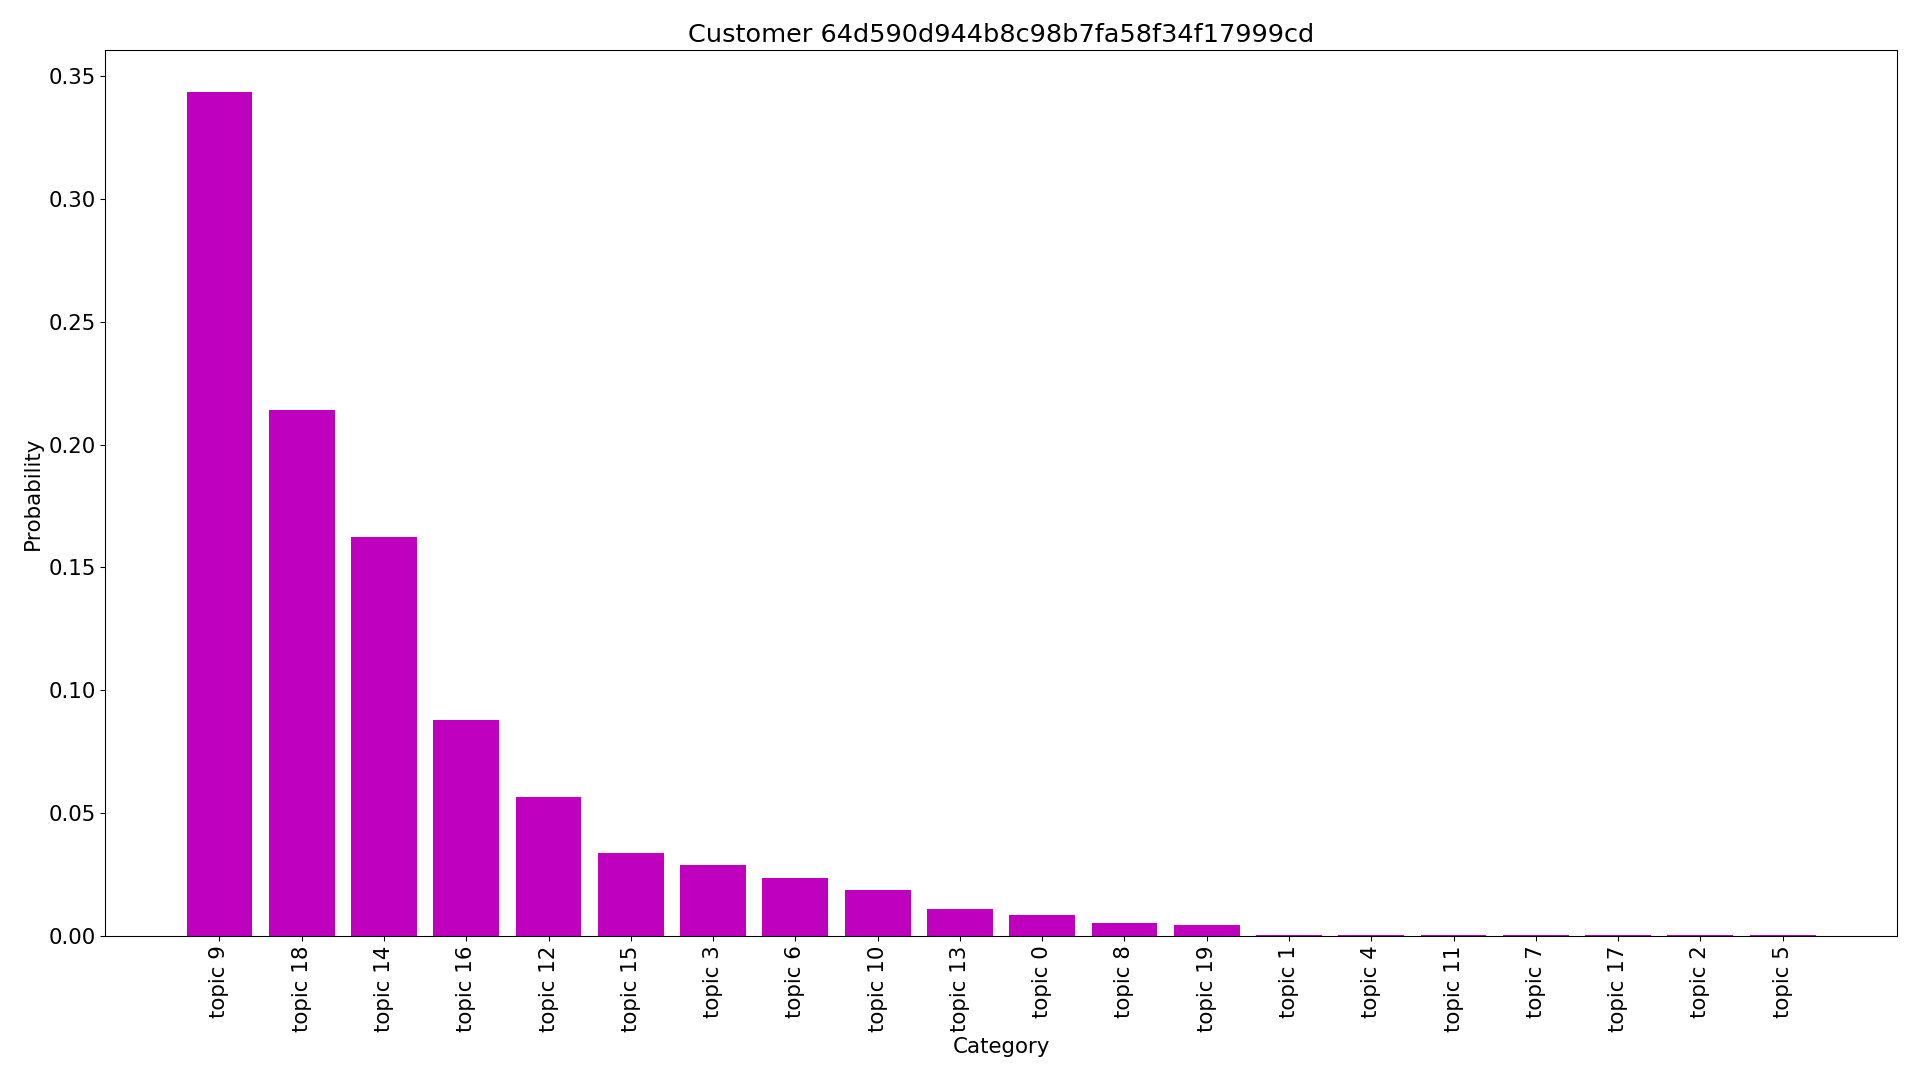 Customer 64d590d944b8c98b7fa58f34f17999cd
0.35
0.30
0.25
0.20
0.15
0.10
0.05
0.00
Probability
topic 9
topic 18
topic 14
topic 16
topic 12
topic 15
topic 3
topic 6
topic 10
topic 13
topic 0
topic 8
topic 19
topic 1
topic 4
topic 11
topic 7
topic 17
topic 2
topic 5
Category